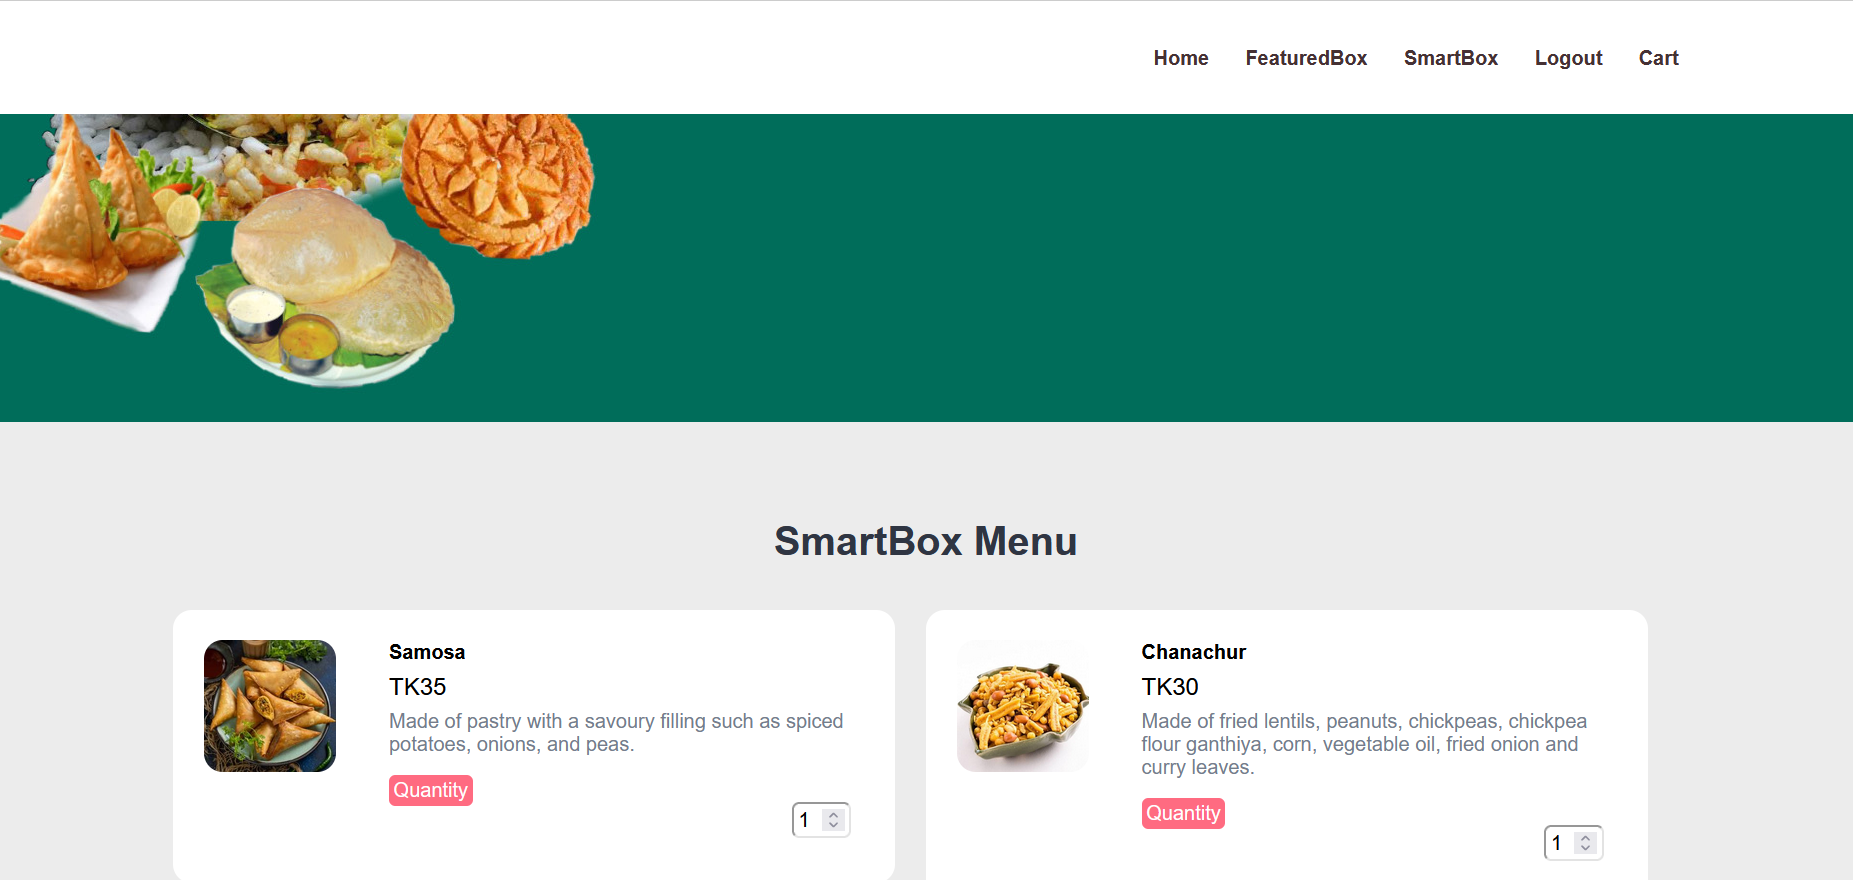 Home FeaturedBox SmartBox Logout Cart
SmartBox Menu
Samosa
TK35
Made of pastry with a savoury filling such as spiced
potatoes, onions, and peas.
Quantity
1
Chanachur
TK30
Made of fried lentils, peanuts, chickpeas, chickpea
flour ganthiya, corn, vegetable oil, fried onion and
curry leaves.
Quantity
1